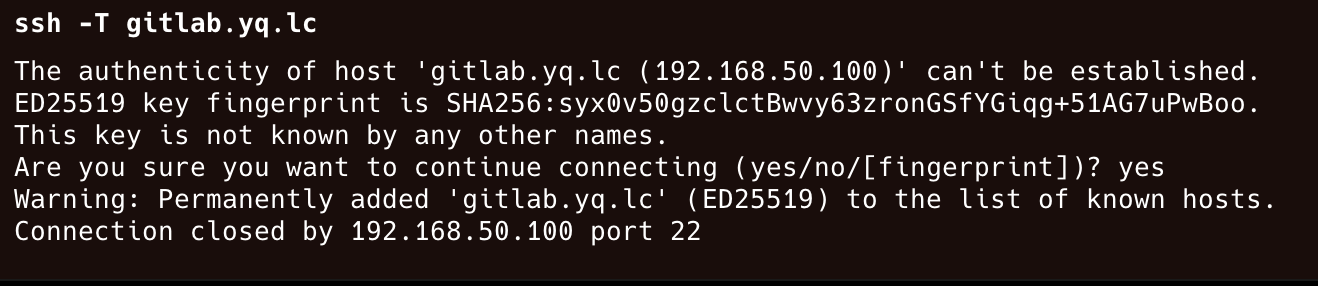 ssh -T gitlab.yq.lc
The authenticity of host 'gitlab.yq.lc (192.168.50.100)' can't be established.
ED25519 key fingerprint is SHA256:syx0v50gzclctBwvy63zronGSfYGiqg+51AG7uPwBoo.
This key is not known by any other names.
Are you sure you want to continue connecting (yes/no/[fingerprint])? yes
Warning: Permanently added 'gitlab.yq.lc' (ED25519) to the list of known hosts.
Connection closed by 192.168.50.100 port 22